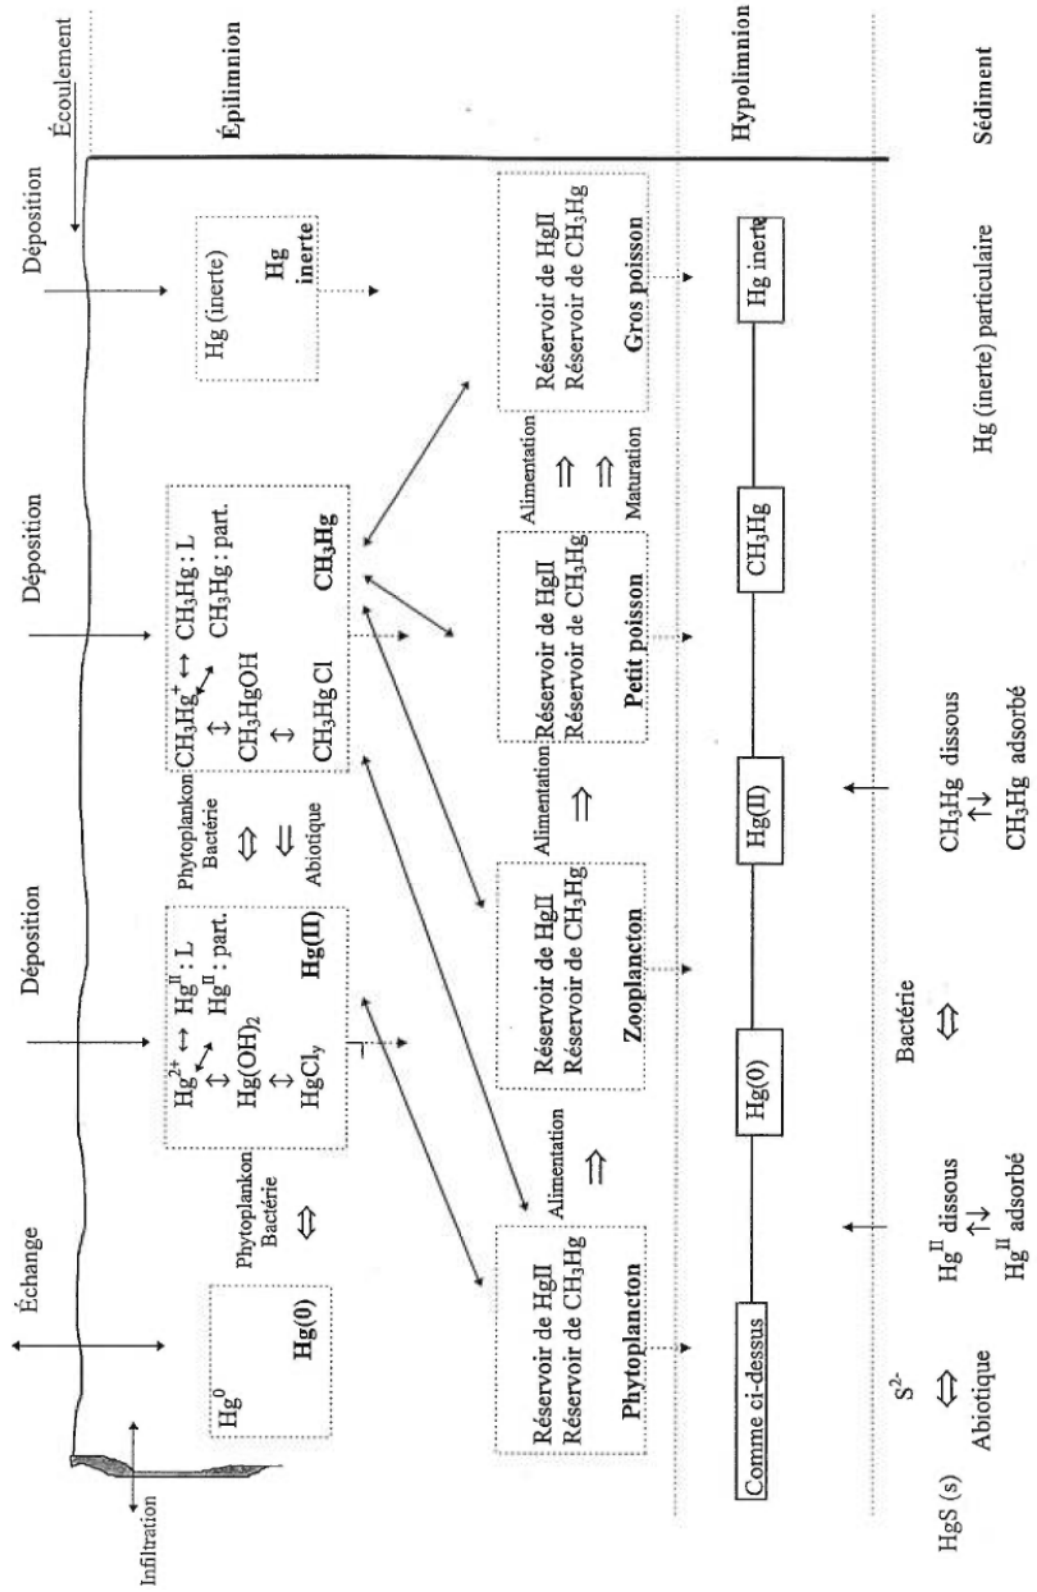 Échange
Déposition
Déposition
Déposition
Écoulement
Infiltration
Hg⁰
Hg(0)
Phytoplankon
Bactérie
⇔
Hg²⁺ ↔ Hgᴵᴵ : L
Hgᴵᴵ : part.
Hg(OH)₂
HgClᵧ
Hg(II)
Phytoplankon
Bactérie
⇔
⇐
Abiotique
CH₃Hg⁺ ↔ CH₃Hg : L
CH₃Hg : part.
CH₃HgOH
CH₃HgCl
CH₃Hg
Hg (inerte)
Hg
inerte
Épilimnion
Réservoir de HgII
Réservoir de CH₃Hg
Phytoplancton
Alimentation
⇒
Réservoir de HgII
Réservoir de CH₃Hg
Zooplancton
Alimentation
⇒
Réservoir de HgII
Réservoir de CH₃Hg
Petit poisson
Alimentation
⇒
⇒
Maturation
Réservoir de HgII
Réservoir de CH₃Hg
Gros poisson
Comme ci-dessus
Hg(0)
Hg(II)
CH₃Hg
Hg inerte
Hypolimnion
HgS (s)
S²⁻
⇔
Abiotique
Hgᴵᴵ dissous
↑↓
Hgᴵᴵ adsorbé
Bactérie
⇔
CH₃Hg dissous
↑↓
CH₃Hg adsorbé
Hg (inerte) particulaire
Sédiment